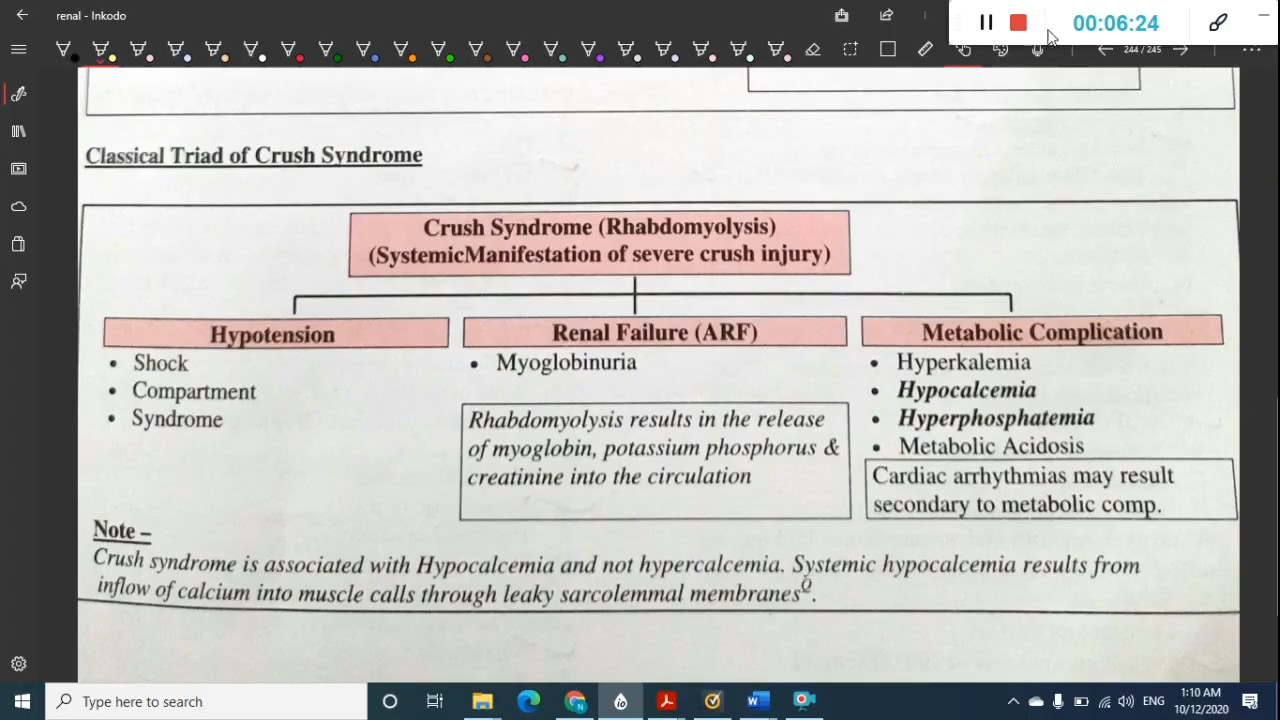 renal - Inkodo
00:06:24
244 / 245
Classical Triad of Crush Syndrome
Crush Syndrome (Rhabdomyolysis)
(SystemicManifestation of severe crush injury)
Hypotension
• Shock
• Compartment
• Syndrome
Renal Failure (ARF)
• Myoglobinuria
Rhabdomyolysis results in the release
of myoglobin, potassium phosphorus &
creatinine into the circulation
Metabolic Complication
• Hyperkalemia
• Hypocalcemia
• Hyperphosphatemia
• Metabolic Acidosis
Cardiac arrhythmias may result
secondary to metabolic comp.
Note –
Crush syndrome is associated with Hypocalcemia and not hypercalcemia. Systemic hypocalcemia results from
inflow of calcium into muscle calls through leaky sarcolemmal membranesQ.
Type here to search
ENG
1:10 AM
10/12/2020